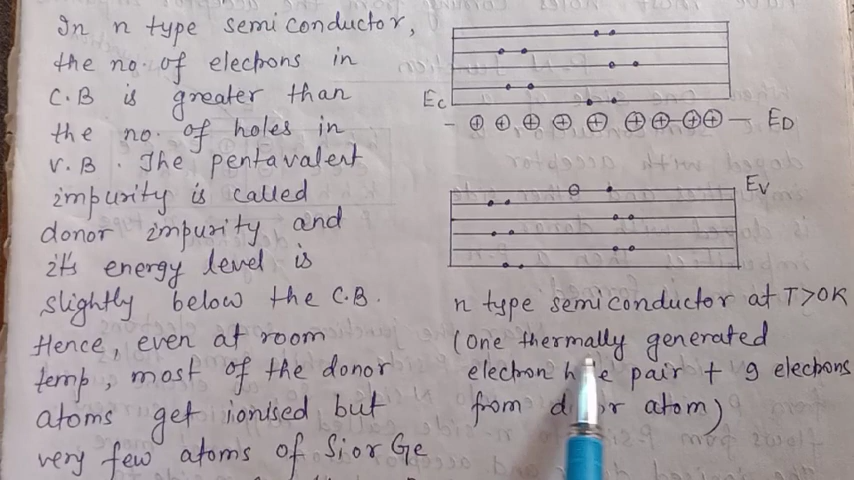 In n type semiconductor,
the no. of elecrons in
C.B is greater than
the no. of holes in
V.B. The pentavalent
impurity is called
donor impurity and
it's energy level is
slightly below the C.B.
Hence, even at room
temp, most of the donor
atoms get ionised but
very few atoms of Si or Ge
Ec
- ⊕ ⊕ ⊕ ⊕ ⊕ ⊕ ⊕ ⊕ ⊕ - ED
Ev
n type semiconductor at T>0K
(One thermally generated
electron pair + 9 elecrons
from atom)